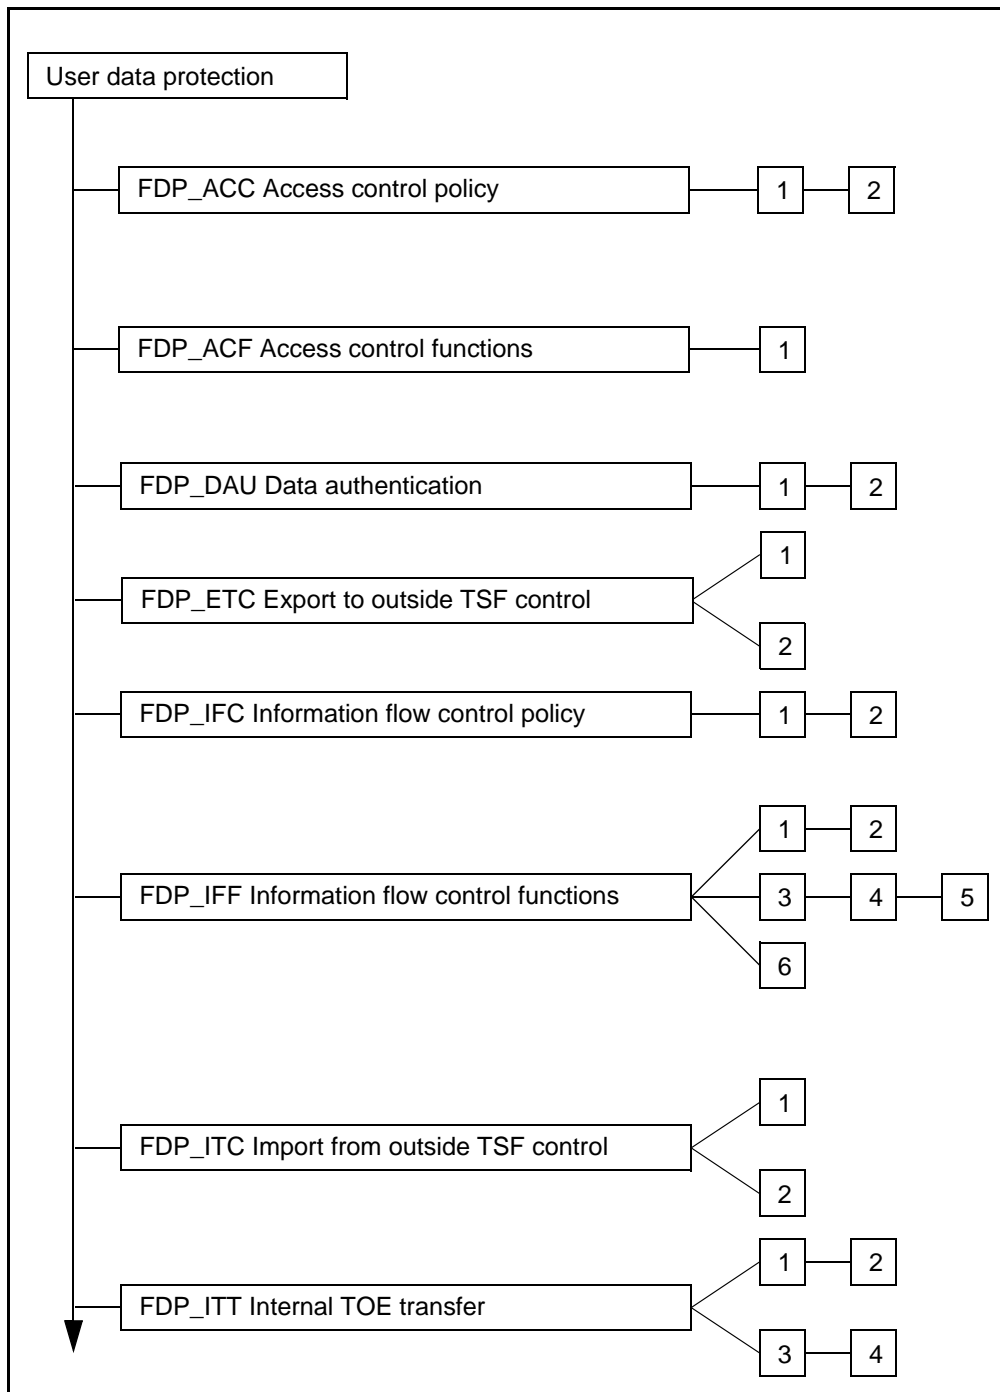 User data protection
FDP_ACC Access control policy 1 2
FDP_ACF Access control functions 1
FDP_DAU Data authentication 1 2
1
FDP_ETC Export to outside TSF control
2
FDP_IFC Information flow control policy 1 2
1 2
FDP_IFF Information flow control functions 3 4 5
6
1
FDP_ITC Import from outside TSF control
2
1 2
FDP_ITT Internal TOE transfer
3 4